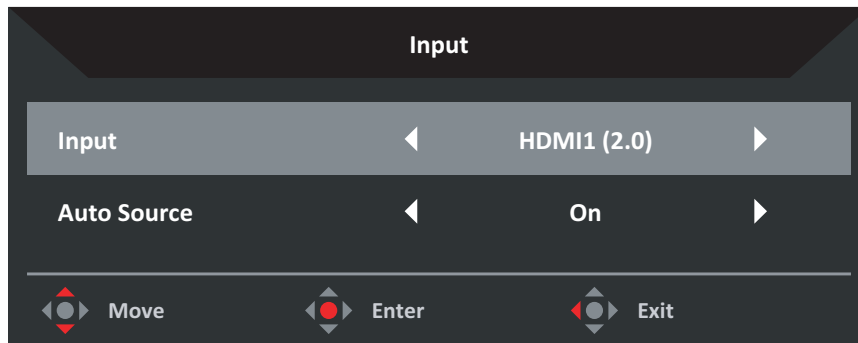 Input
Input HDMI1 (2.0)
Auto Source On
Move Enter Exit